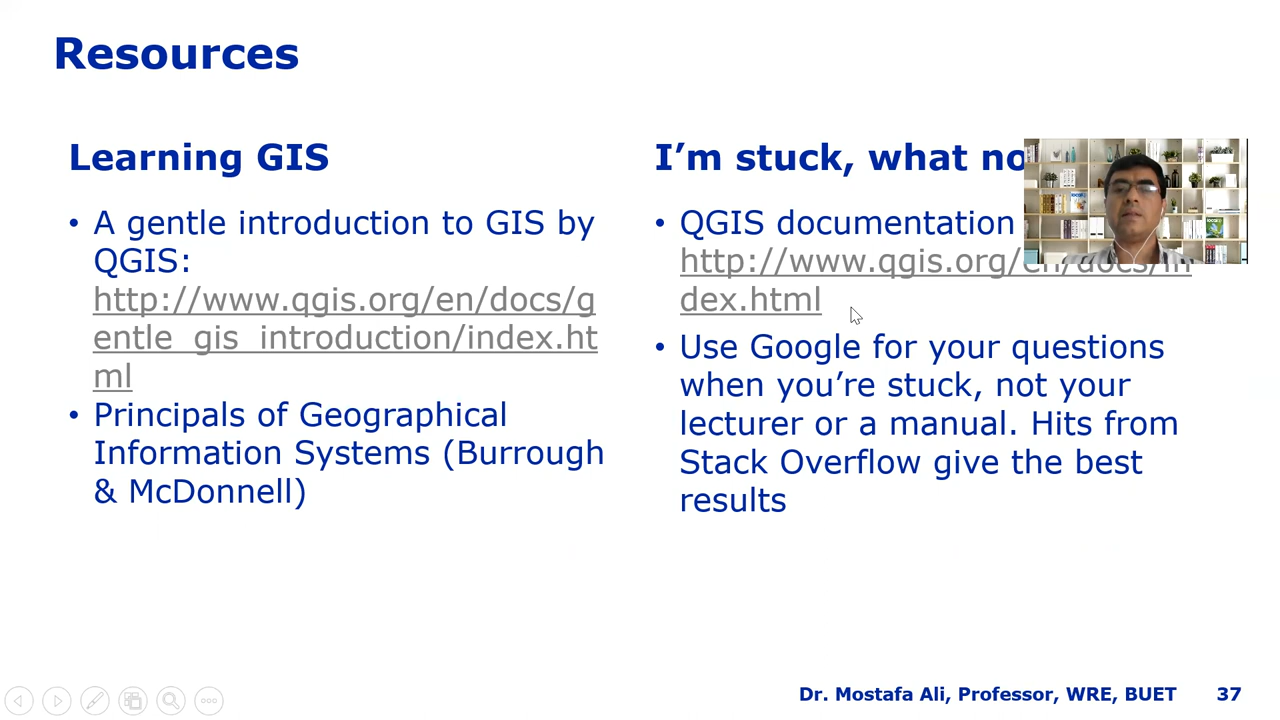 Resources
Learning GIS
• A gentle introduction to GIS by
QGIS:
http://www.qgis.org/en/docs/g
entle_gis_introduction/index.ht
ml
• Principals of Geographical
Information Systems (Burrough
& McDonnell)
I’m stuck, what no
• QGIS documentation
http://www.qgis.org/en/docs/in
dex.html
• Use Google for your questions
when you’re stuck, not your
lecturer or a manual. Hits from
Stack Overflow give the best
results
Dr. Mostafa Ali, Professor, WRE, BUET 37